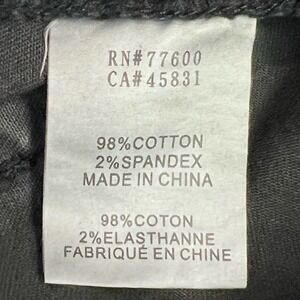 RN#77600
CA#45831
98%COTTON
2%SPANDEX
MADE IN CHINA
98%COTON
2%ELASTHANNE
FABRIQUÉ EN CHINE